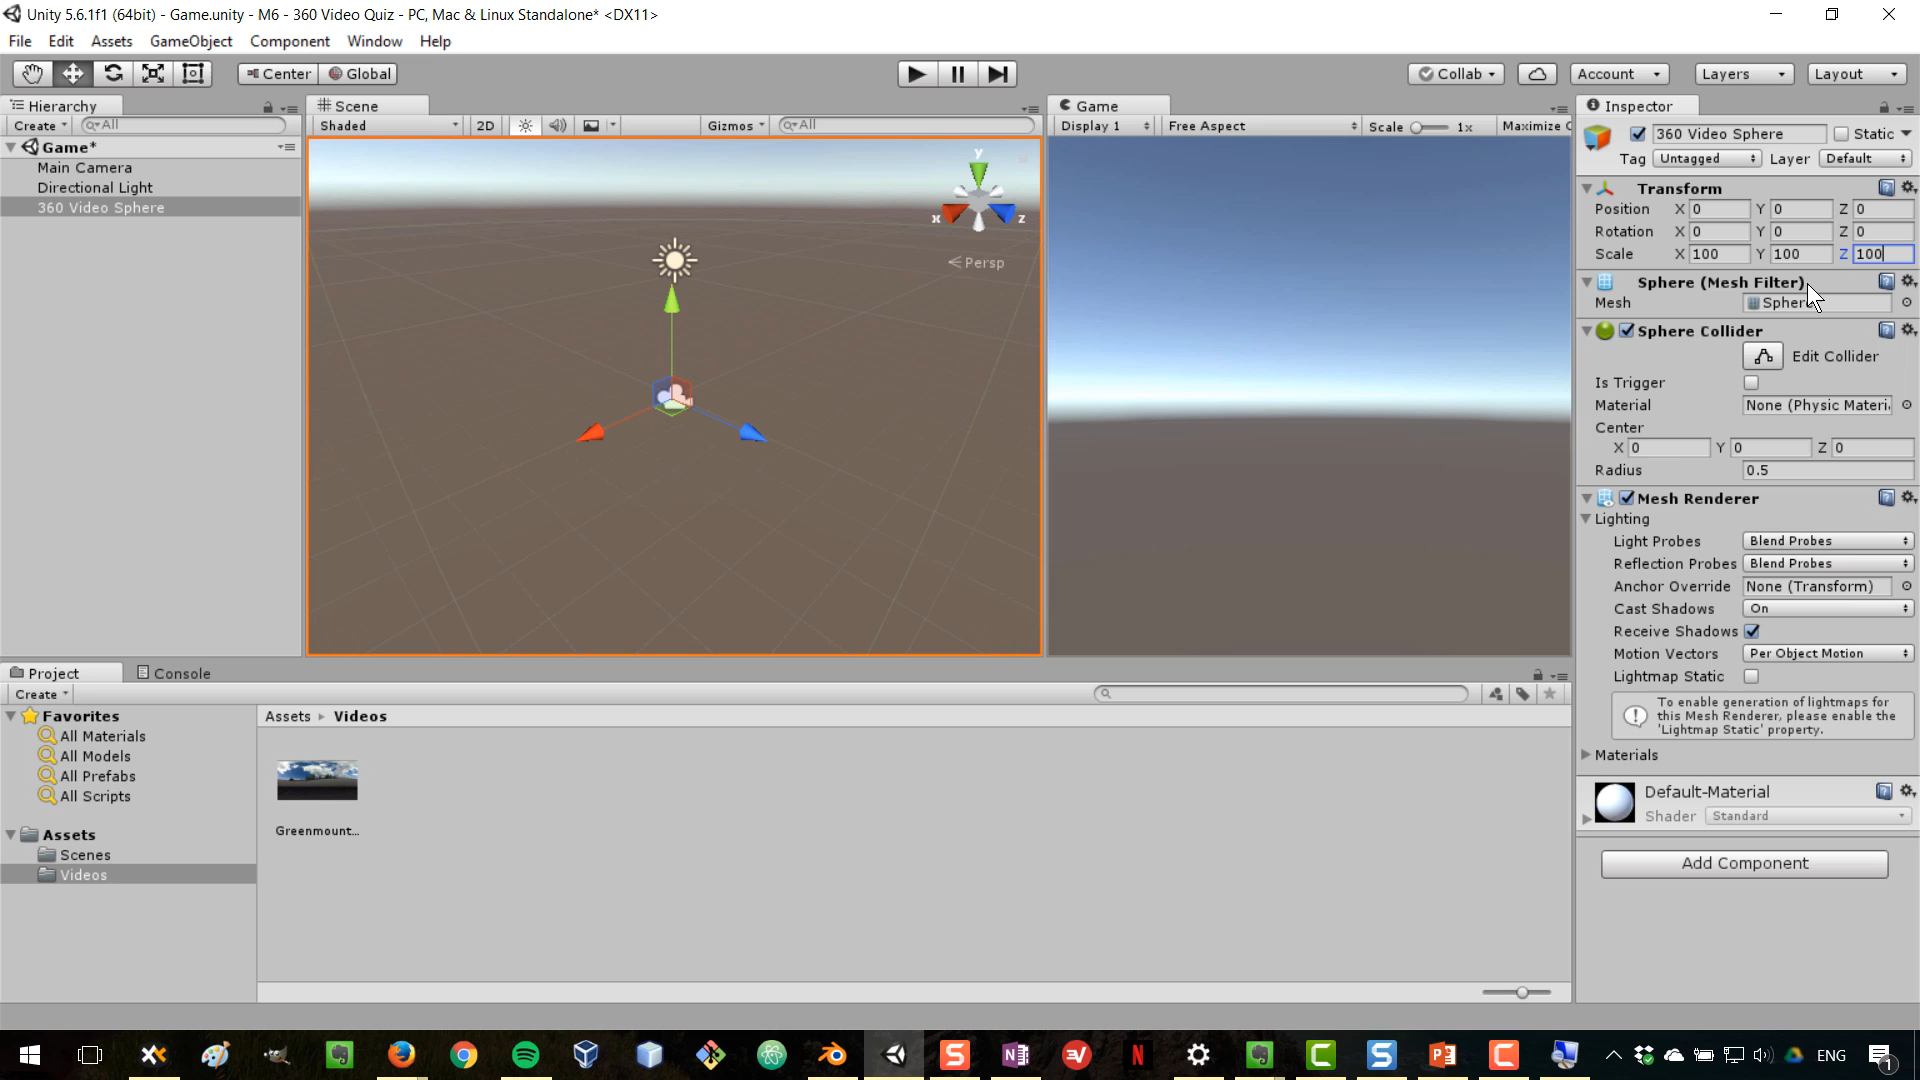 Unity 5.6.1f1 (64bit) - Game.unity - M6 - 360 Video Quiz - PC, Mac & Linux Standalone* <DX11>
File Edit Assets GameObject Component Window Help
Center Global Collab Account Layers Layout
Hierarchy
Create All
Game*
Main Camera
Directional Light
360 Video Sphere
Scene
Shaded 2D Gizmos All
y
x z
Persp
Game
Display 1 Free Aspect Scale 1x Maximize
Inspector
360 Video Sphere Static
Tag Untagged Layer Default
Transform
Position X 0 Y 0 Z 0
Rotation X 0 Y 0 Z 0
Scale X 100 Y 100 Z 100
Sphere (Mesh Filter)
Mesh Sphere
Sphere Collider
Edit Collider
Is Trigger
Material None (Physic Materi
Center
X 0 Y 0 Z 0
Radius 0.5
Mesh Renderer
Lighting
Light Probes Blend Probes
Reflection Probes Blend Probes
Anchor Override None (Transform)
Cast Shadows On
Receive Shadows
Motion Vectors Per Object Motion
Lightmap Static
To enable generation of lightmaps for
this Mesh Renderer, please enable the
'Lightmap Static' property.
Materials
Default-Material
Shader Standard
Add Component
Project Console
Create
Favorites
All Materials
All Models
All Prefabs
All Scripts
Assets
Scenes
Videos
Assets Videos
Greenmount...
ENG
1